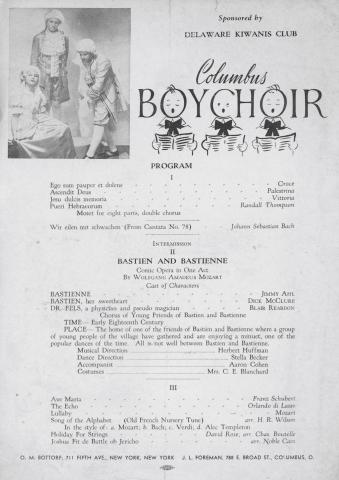 Sponsored by
DELAWARE KIWANIS CLUB
Columbus
BOYCHOIR
PROGRAM
I
Ego sum pauper et dolens - - - - - - Croce
Ascendit Deus - - - - - - Palestrina
Jesu dulcis memoria - - - - - - Vittoria
Pueri Hebraeorum - - - - - - Randall Thompson
Motet for eight parts, double chorus
Wir eilen mit schwachen (From Cantata No. 78) - - Johann Sebastian Bach
INTERMISSION
II
BASTIEN AND BASTIENNE
Comic Opera in One Act
BY WOLFGANG AMADEUS MOZART
Cast of Characters
BASTIENNE - - - - - - JIMMY AHL
BASTIEN, her sweetheart - - - - - - DICK MCCLURE
DR. FELS, a physician and pseudo magician - - - BLAIR REARDON
Chorus of Young Friends of Bastien and Bastienne
TIME— Early Eighteenth Century
PLACE— The home of one of the friends of Bastien and Bastienne where a group
of young people of the village have gathered and are enjoying a minuet, one of the
popular dances of the time. All is not well between Bastien and Bastienne.
Musical Direction - - - - Herbert Huffman
Dance Direction - - - - Stella Becker
Accompanist - - - - Aaron Cohen
Costumes - - - - Mrs. C. E. Blanchard
III
Ave Maria - - - - - - Franz Schubert
The Echo - - - - - - Orlando di Lasso
Lullaby - - - - - - Mozart
Song of the Alphabet (Old French Nursery Tune) - - arr. H. R. Wilson
In the style of: a. Mozart; b. Bach; c. Verdi; d. Alec Templeton
Holiday For Strings - - - David Rose, arr. Chas. Boutelle
Joshua Fit de Battle ob Jericho - - - - arr. Noble Cain
O. M. BOTTORF, 711 FIFTH AVE., NEW YORK, NEW YORK J. L. FOREMAN, 788 E. BROAD ST., COLUMBUS, O.